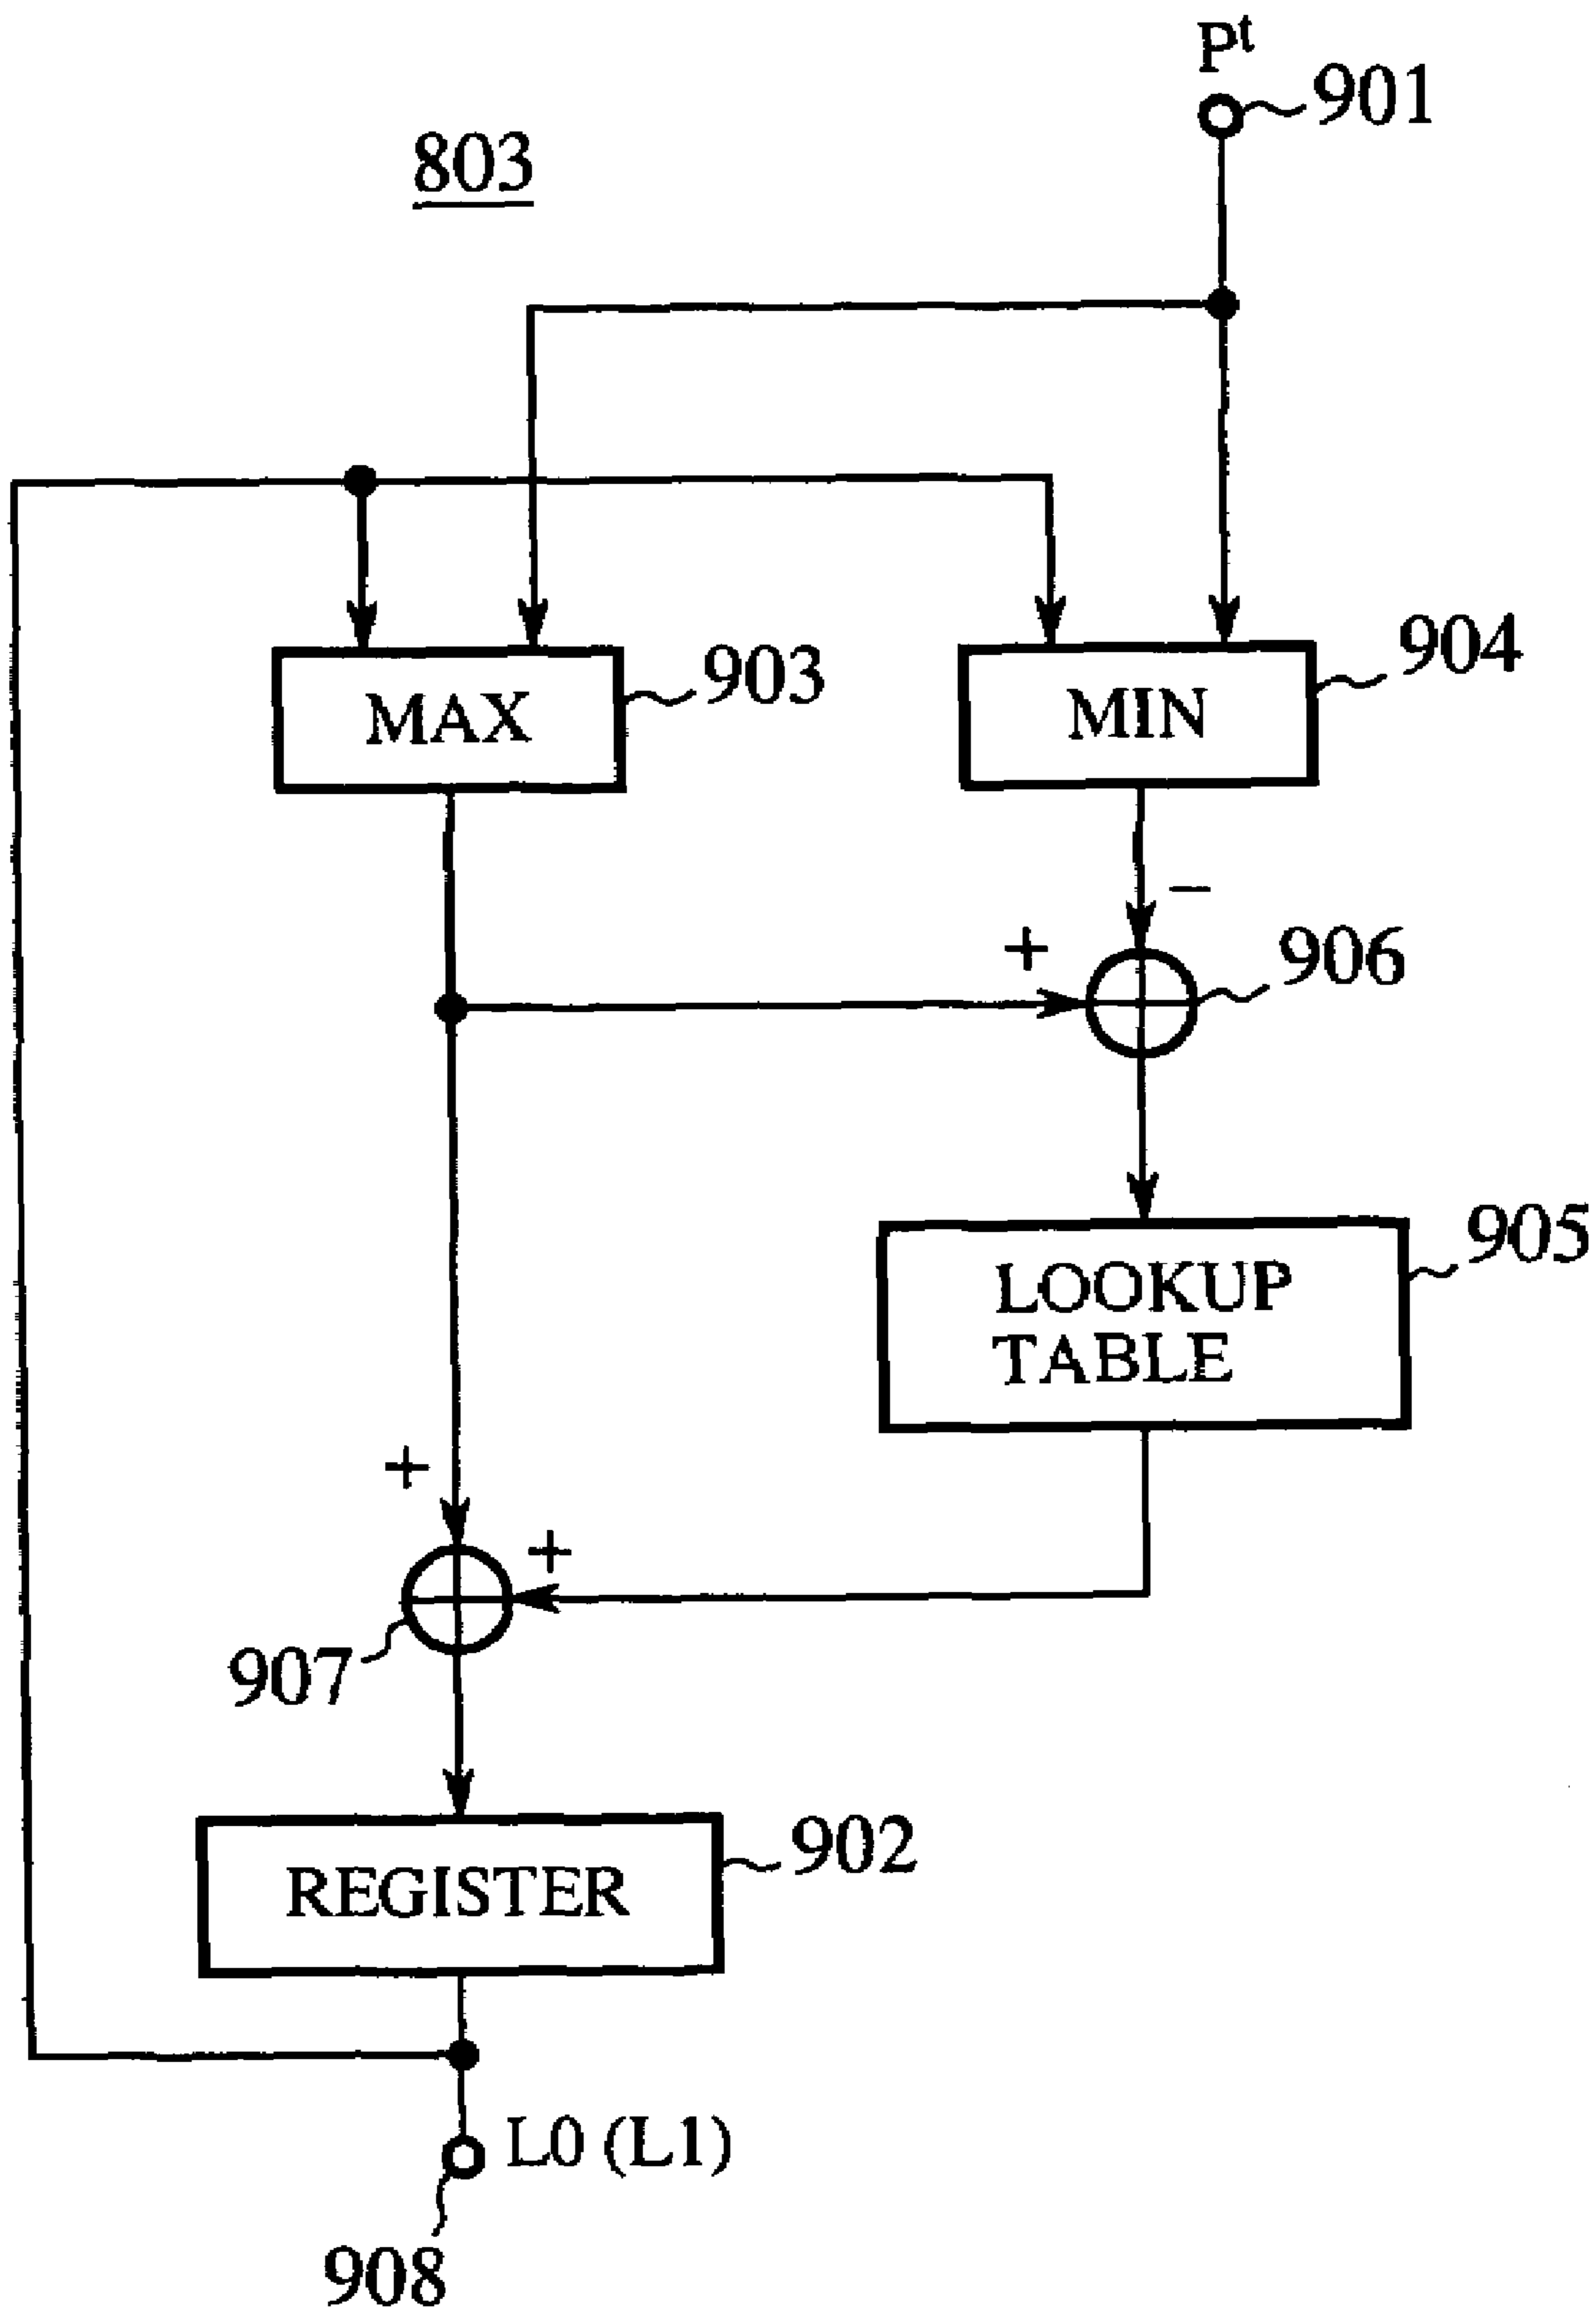 Pt
901
803
903
904
MAX
MIN
−
+
906
905
LOOKUP
TABLE
+
+
907
902
REGISTER
L0 (L1)
908